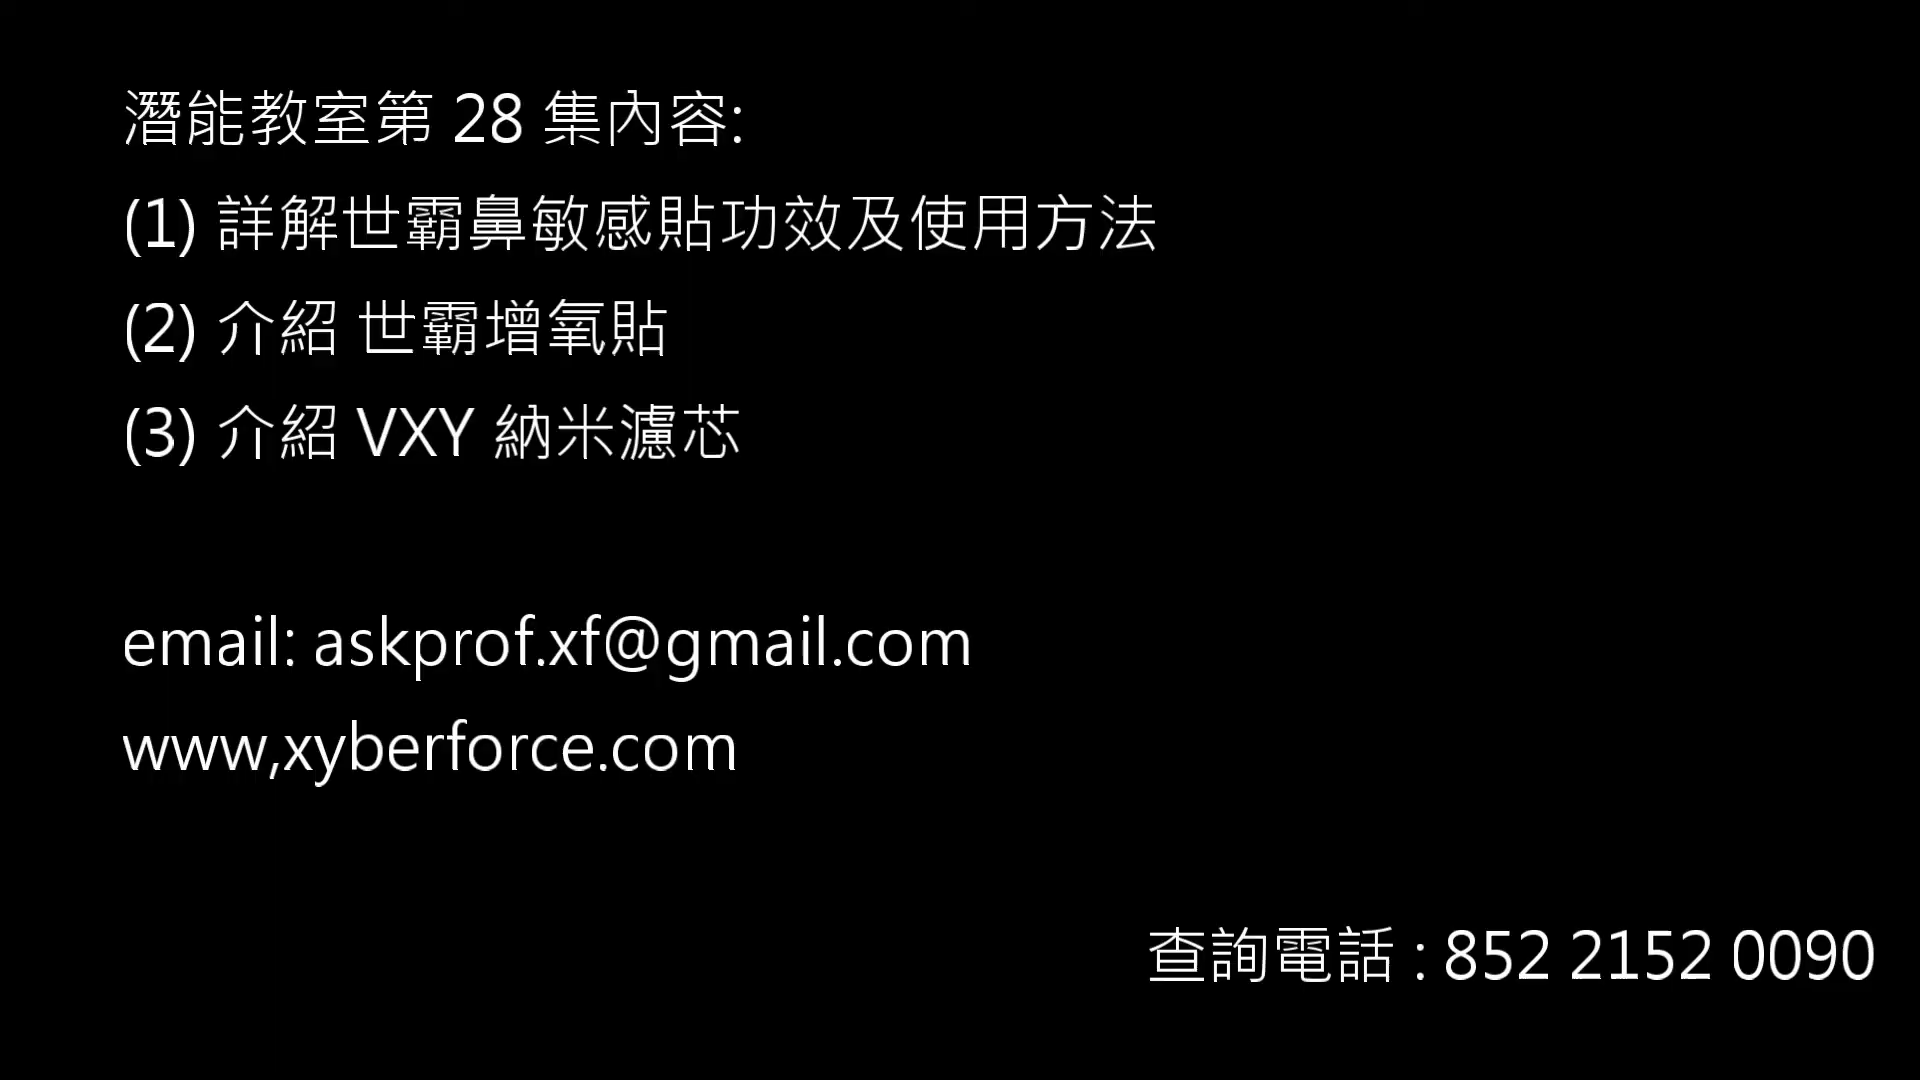 潛能教室第 28 集內容:
(1) 詳解世霸鼻敏感貼功效及使用方法
(2) 介紹 世霸增氧貼
(3) 介紹 VXY 納米濾芯
email: askprof.xf@gmail.com
www,xyberforce.com
查詢電話 : 852 2152 0090